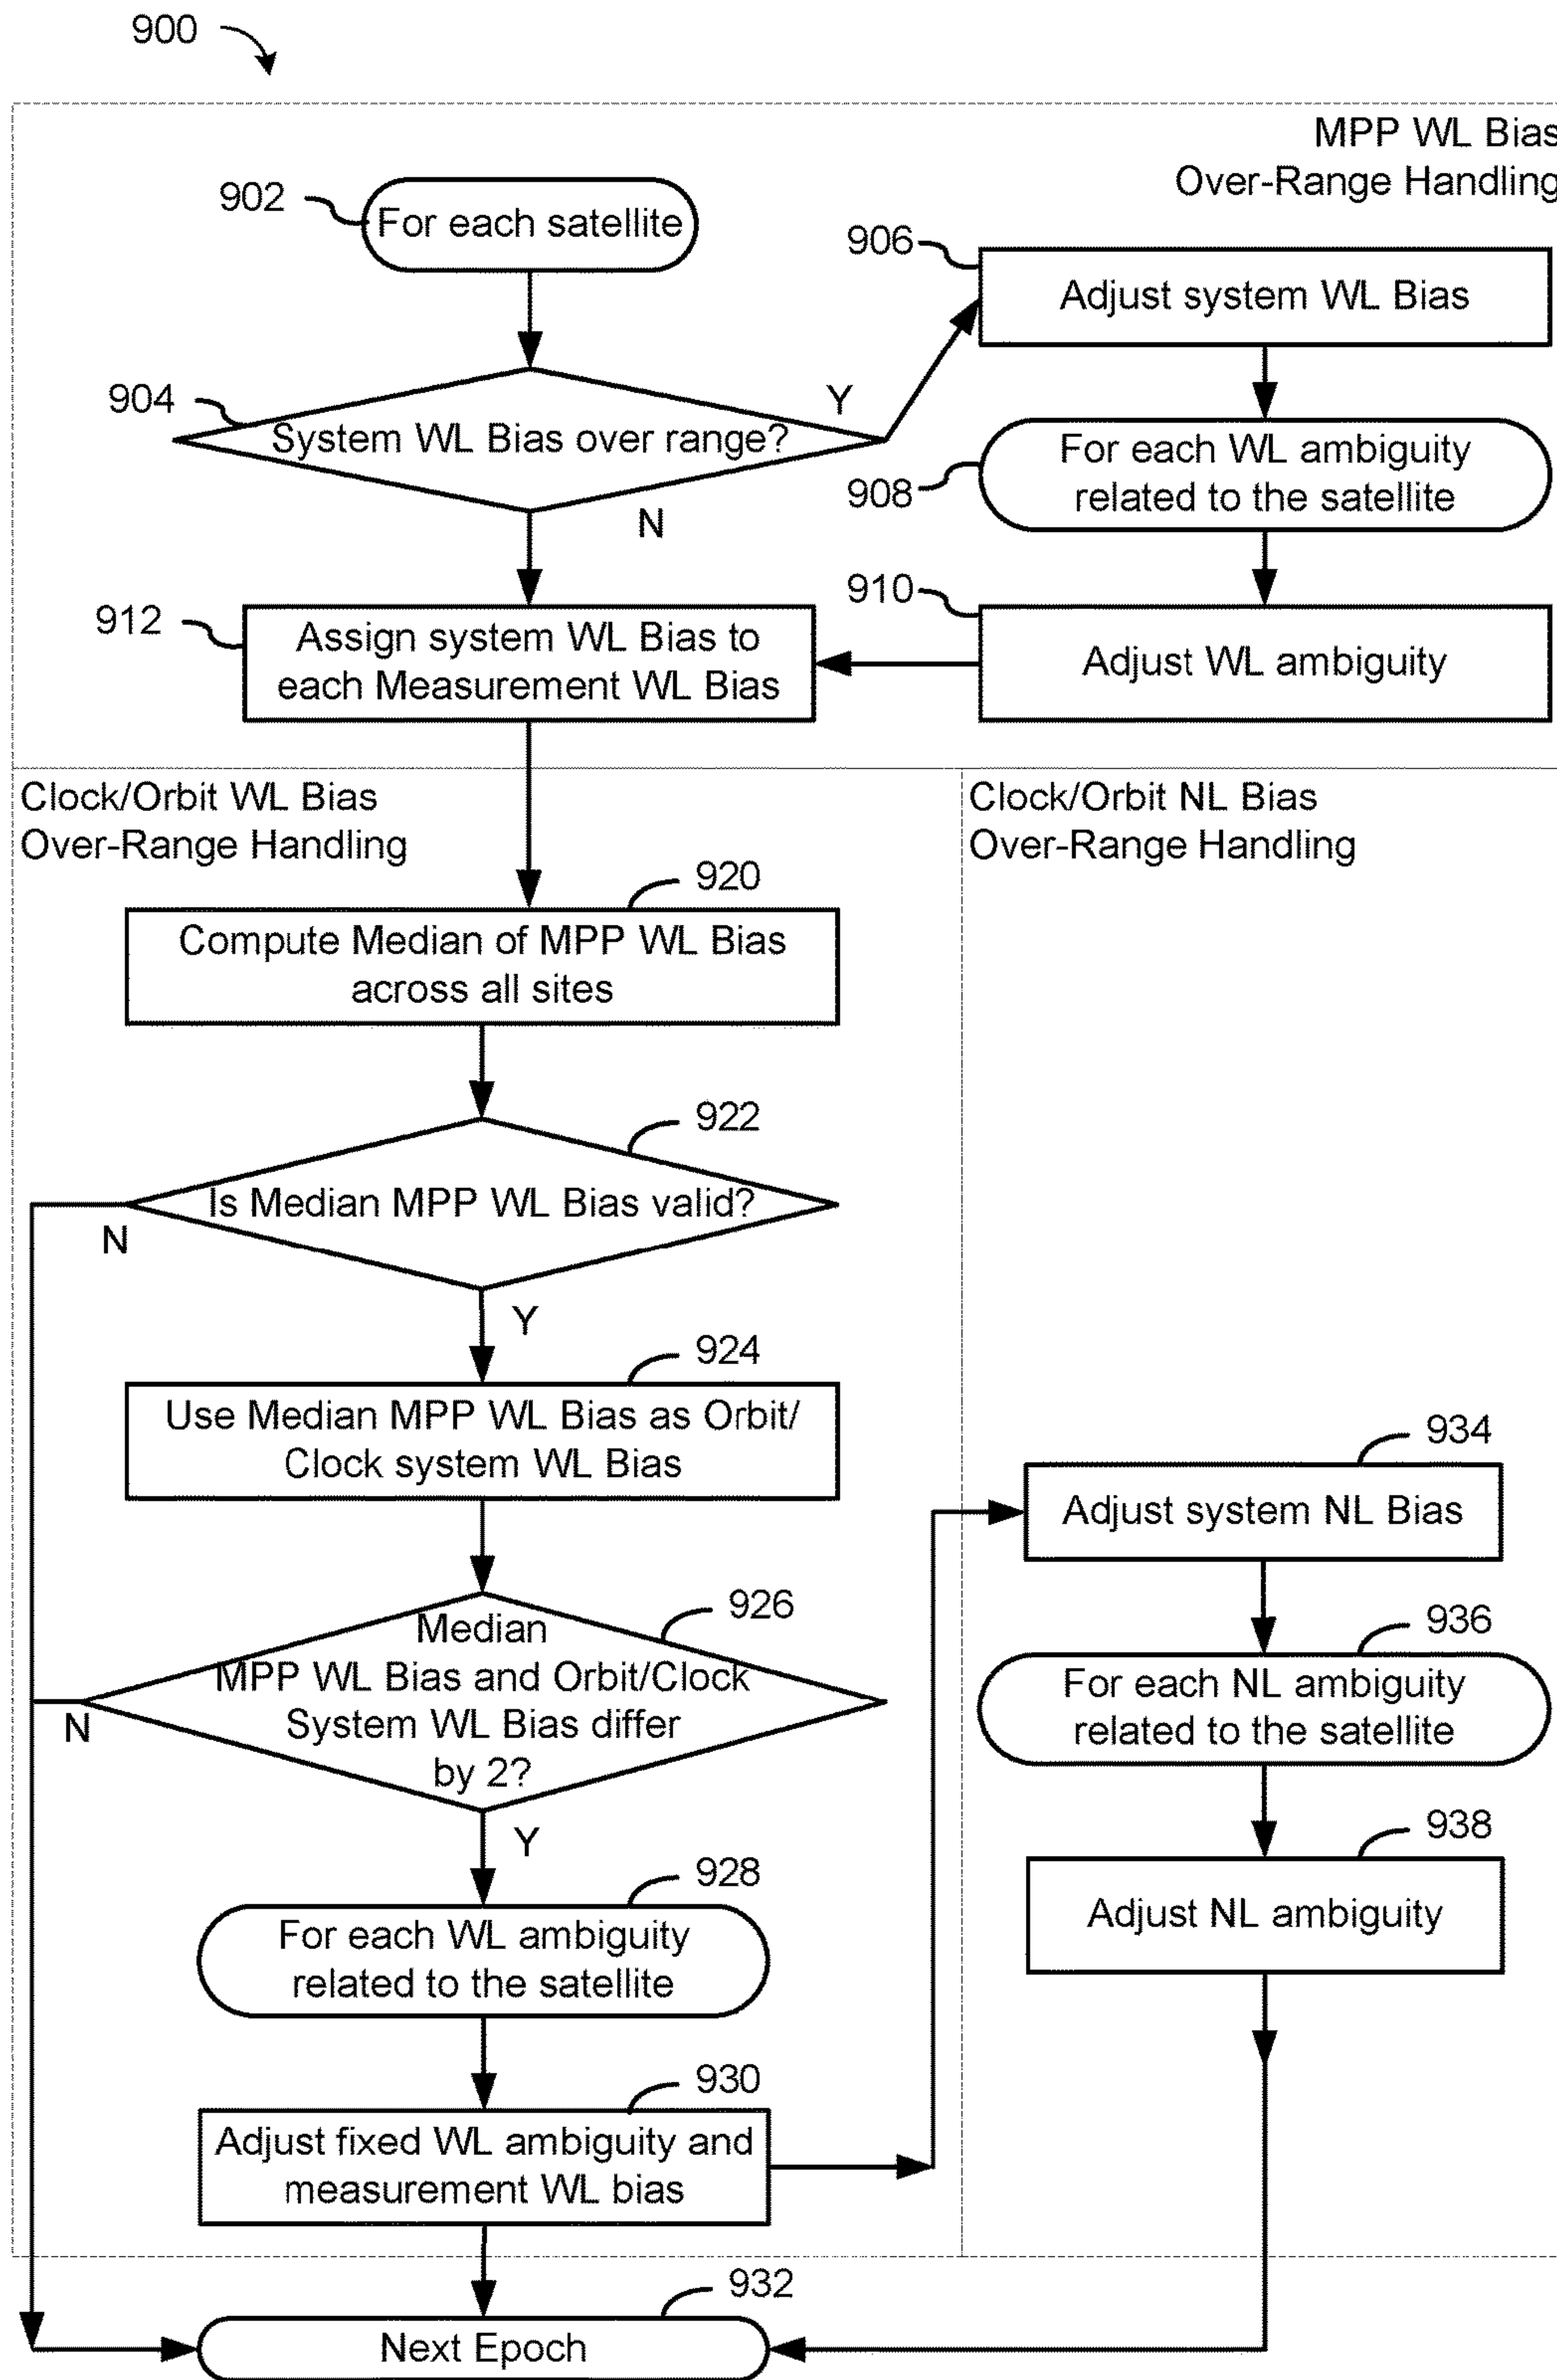 900
MPP WL Bias
Over-Range Handling
902
For each satellite
906
Adjust system WL Bias
904
System WL Bias over range?
Y
N
908
For each WL ambiguity
related to the satellite
910
Adjust WL ambiguity
912
Assign system WL Bias to
each Measurement WL Bias
Clock/Orbit WL Bias
Over-Range Handling
Clock/Orbit NL Bias
Over-Range Handling
920
Compute Median of MPP WL Bias
across all sites
922
Is Median MPP WL Bias valid?
N
Y
924
Use Median MPP WL Bias as Orbit/
Clock system WL Bias
926
Median
MPP WL Bias and Orbit/Clock
System WL Bias differ
by 2?
N
Y
928
For each WL ambiguity
related to the satellite
930
Adjust fixed WL ambiguity and
measurement WL bias
934
Adjust system NL Bias
936
For each NL ambiguity
related to the satellite
938
Adjust NL ambiguity
932
Next Epoch